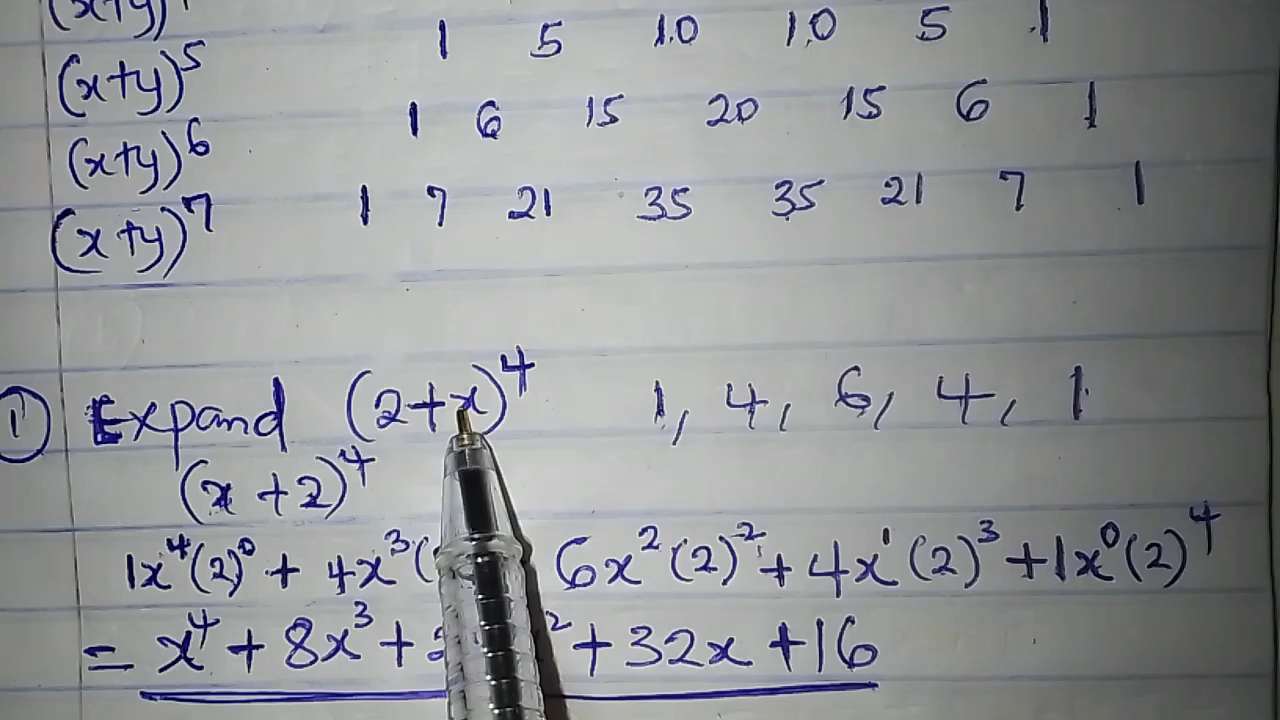 (x+y)
1 5 10 10 5 1
(x+y)⁵
1 6 15 20 15 6 1
(x+y)⁶
1 7 21 35 35 21 7 1
(x+y)⁷
① Expand (2+x)⁴ 1, 4, 6, 4, 1
(x+2)⁴
1x⁴(2)⁰ + 4x³( 6x²(2)² + 4x¹(2)³ + 1x⁰(2)⁴
= x⁴ + 8x³ + ² + 32x + 16